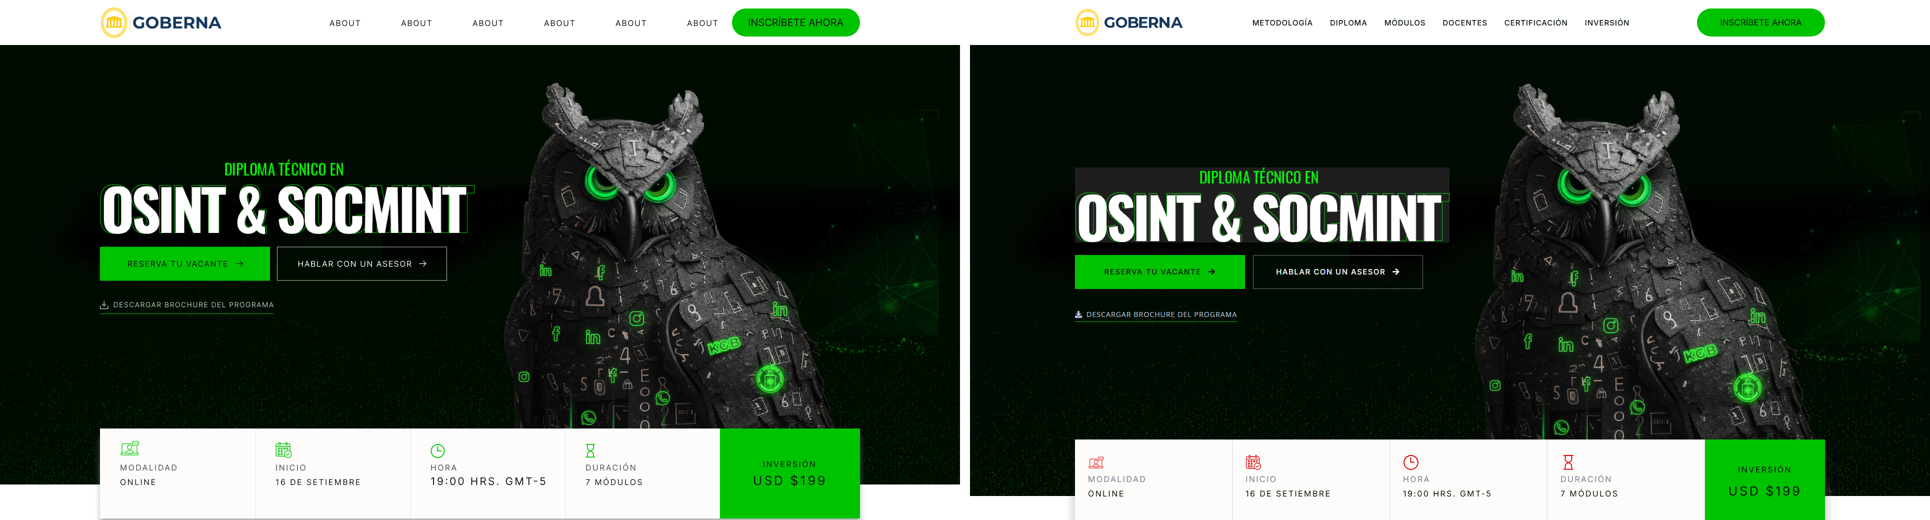 GOBERNA
ABOUT ABOUT ABOUT ABOUT ABOUT ABOUT
INSCRÍBETE AHORA
DIPLOMA TÉCNICO EN
OSINT & SOCMINT
RESERVA TU VACANTE →
HABLAR CON UN ASESOR →
DESCARGAR BROCHURE DEL PROGRAMA
KGB
MODALIDAD
ONLINE
INICIO
16 DE SETIEMBRE
HORA
19:00 HRS. GMT-5
DURACIÓN
7 MÓDULOS
INVERSIÓN
USD $199
GOBERNA
METODOLOGÍA DIPLOMA MÓDULOS DOCENTES CERTIFICACIÓN INVERSIÓN
INSCRÍBETE AHORA
DIPLOMA TÉCNICO EN
OSINT & SOCMINT
RESERVA TU VACANTE →
HABLAR CON UN ASESOR →
DESCARGAR BROCHURE DEL PROGRAMA
KGB
MODALIDAD
ONLINE
INICIO
16 DE SETIEMBRE
HORA
19:00 HRS. GMT-5
DURACIÓN
7 MÓDULOS
INVERSIÓN
USD $199